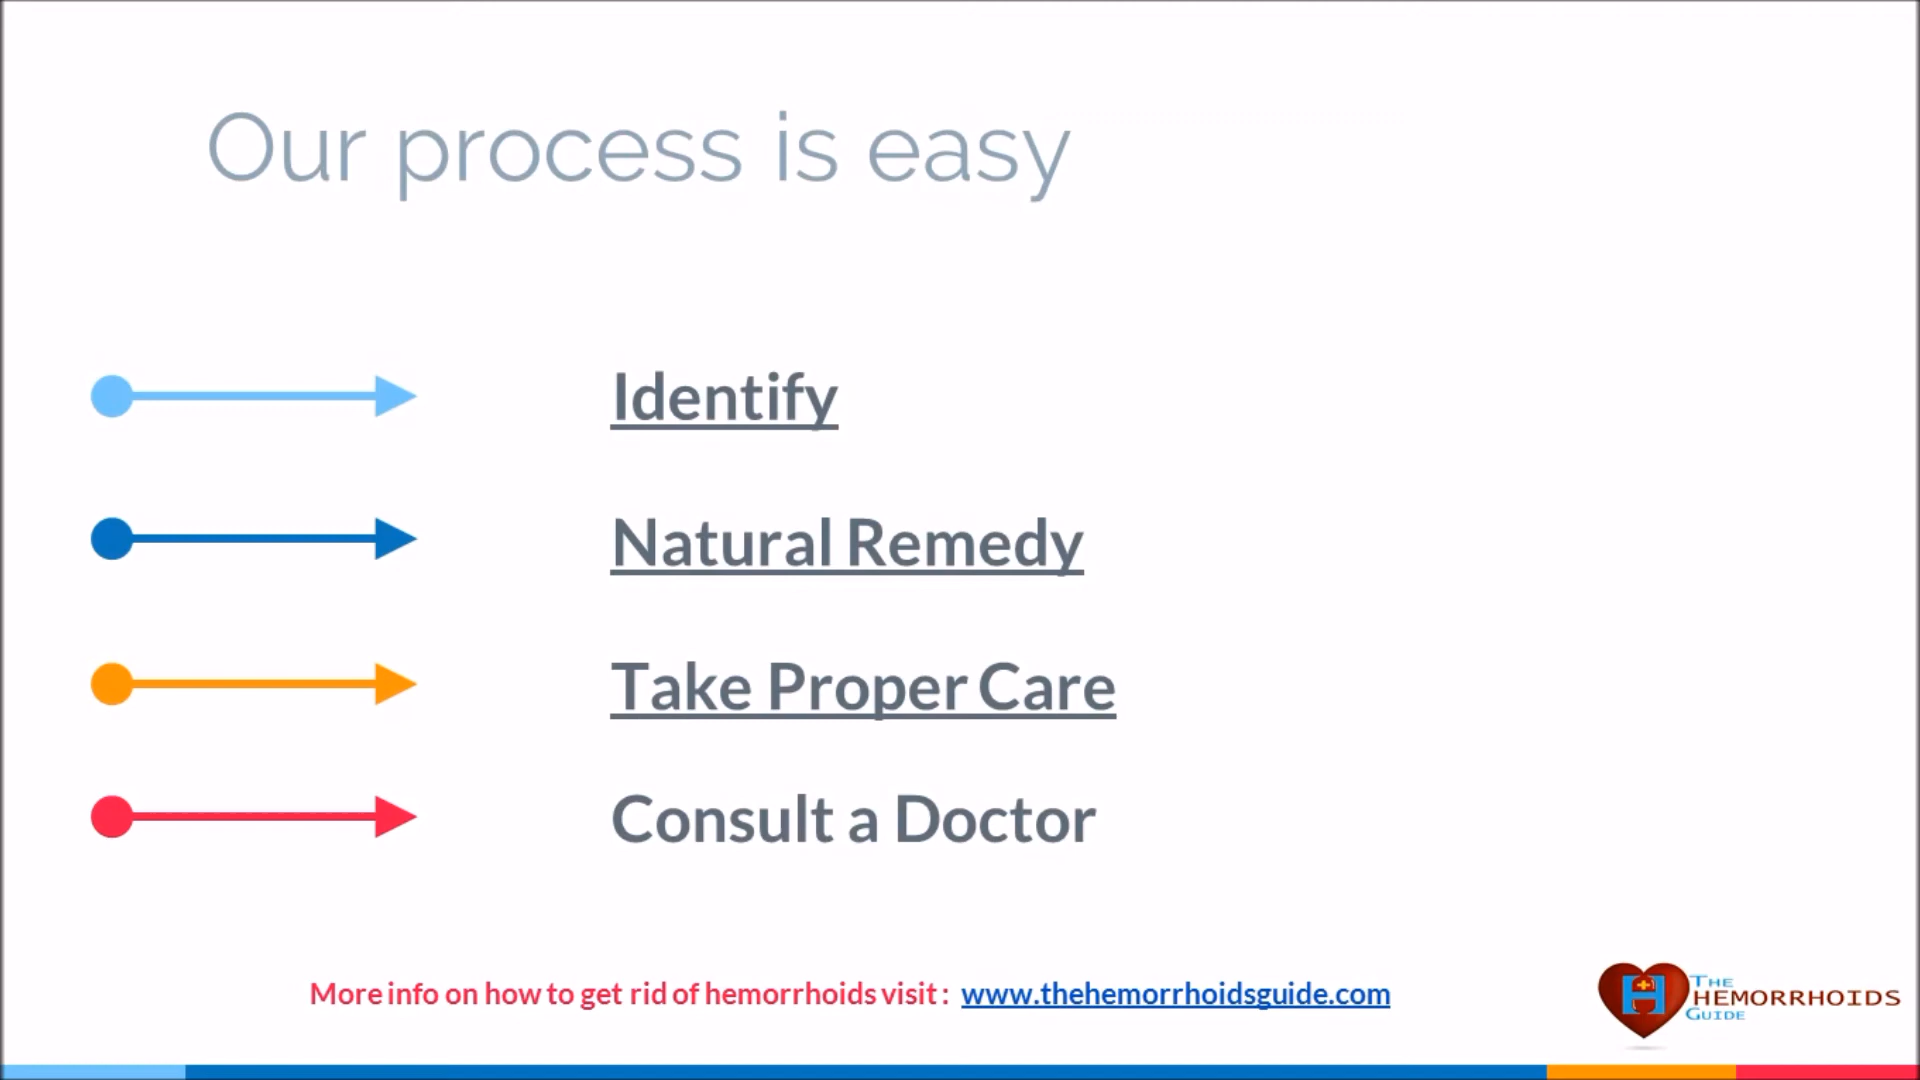 Our process is easy
Identify
Natural Remedy
Take Proper Care
Consult a Doctor
More info on how to get rid of hemorrhoids visit : www.thehemorrhoidsguide.com
H
THE
HEMORRHOIDS
GUIDE